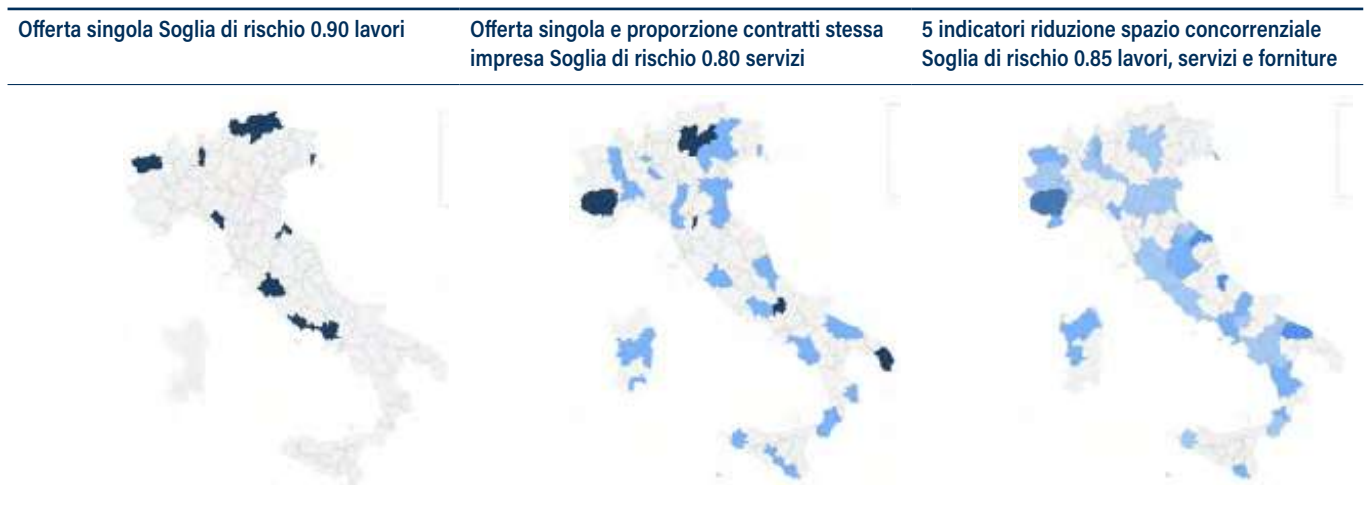 Offerta singola Soglia di rischio 0.90 lavori
Offerta singola e proporzione contratti stessa
impresa Soglia di rischio 0.80 servizi
5 indicatori riduzione spazio concorrenziale
Soglia di rischio 0.85 lavori, servizi e forniture